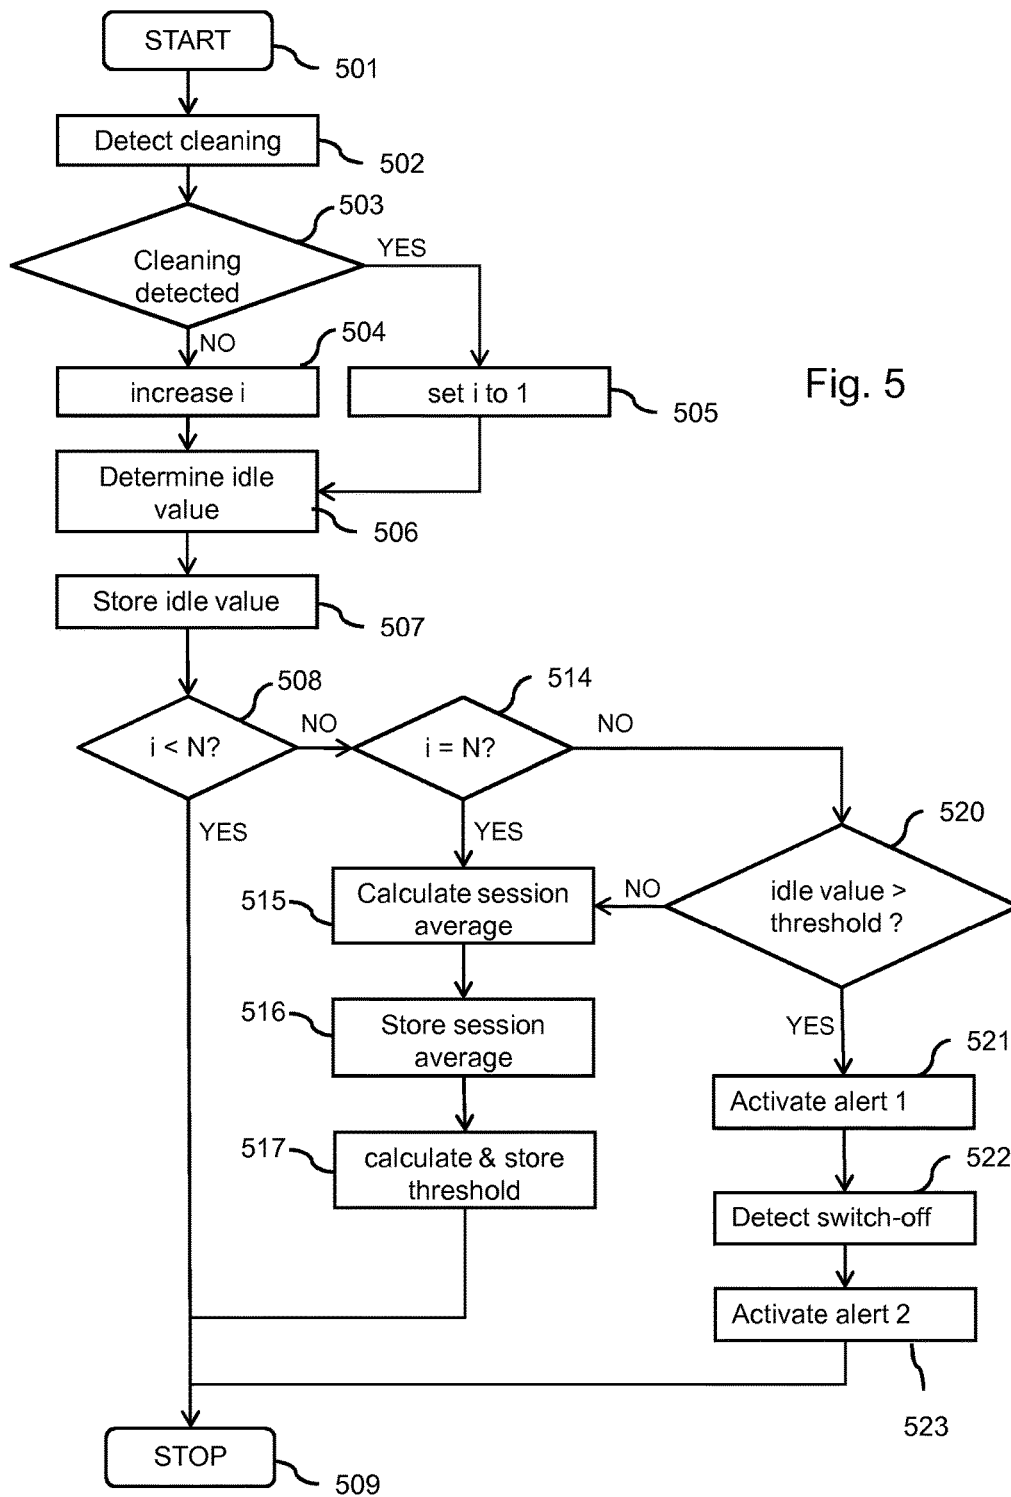 START
501
Detect cleaning
502
503
Cleaning
detected
YES
NO
504
increase i
set i to 1
505
Fig. 5
Determine idle
value
506
Store idle value
507
508
i < N?
NO
514
i = N?
NO
YES
YES
520
idle value >
threshold ?
NO
515
Calculate session
average
YES
516
Store session
average
521
Activate alert 1
517
calculate & store
threshold
522
Detect switch-off
Activate alert 2
523
STOP
509